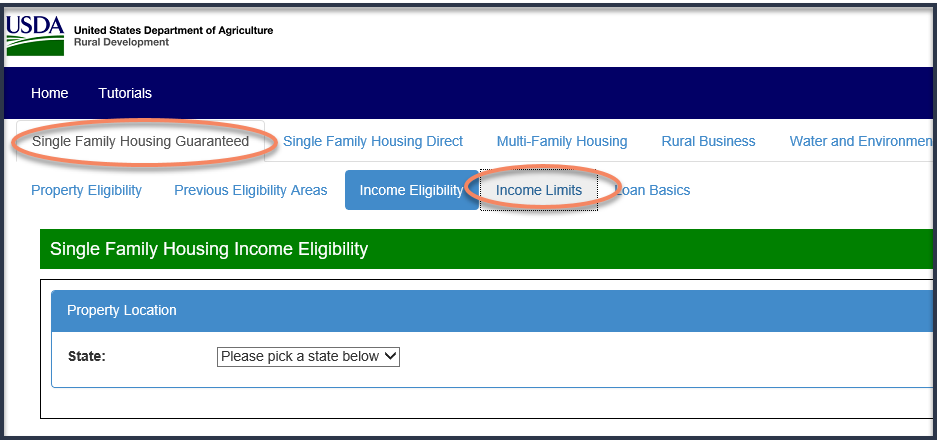 USDA
United States Department of Agriculture
Rural Development
Home Tutorials
Single Family Housing Guaranteed Single Family Housing Direct Multi-Family Housing Rural Business Water and Environmen
Property Eligibility Previous Eligibility Areas Income Eligibility Income Limits Loan Basics
Single Family Housing Income Eligibility
Property Location
State: Please pick a state below